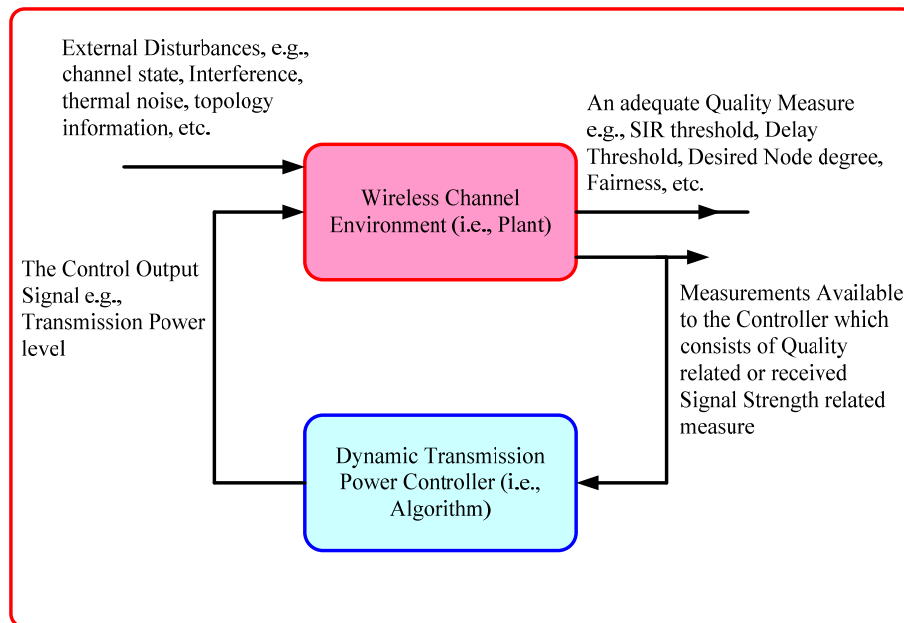 External Disturbances, e.g.,
channel state, Interference,
thermal noise, topology
information, etc.
An adequate Quality Measure
e.g., SIR threshold, Delay
Threshold, Desired Node degree,
Fairness, etc.
Wireless Channel
Environment (i.e., Plant)
The Control Output
Signal e.g.,
Transmission Power
level
Measurements Available
to the Controller which
consists of Quality
related or received
Signal Strength related
measure
Dynamic Transmission
Power Controller (i.e.,
Algorithm)